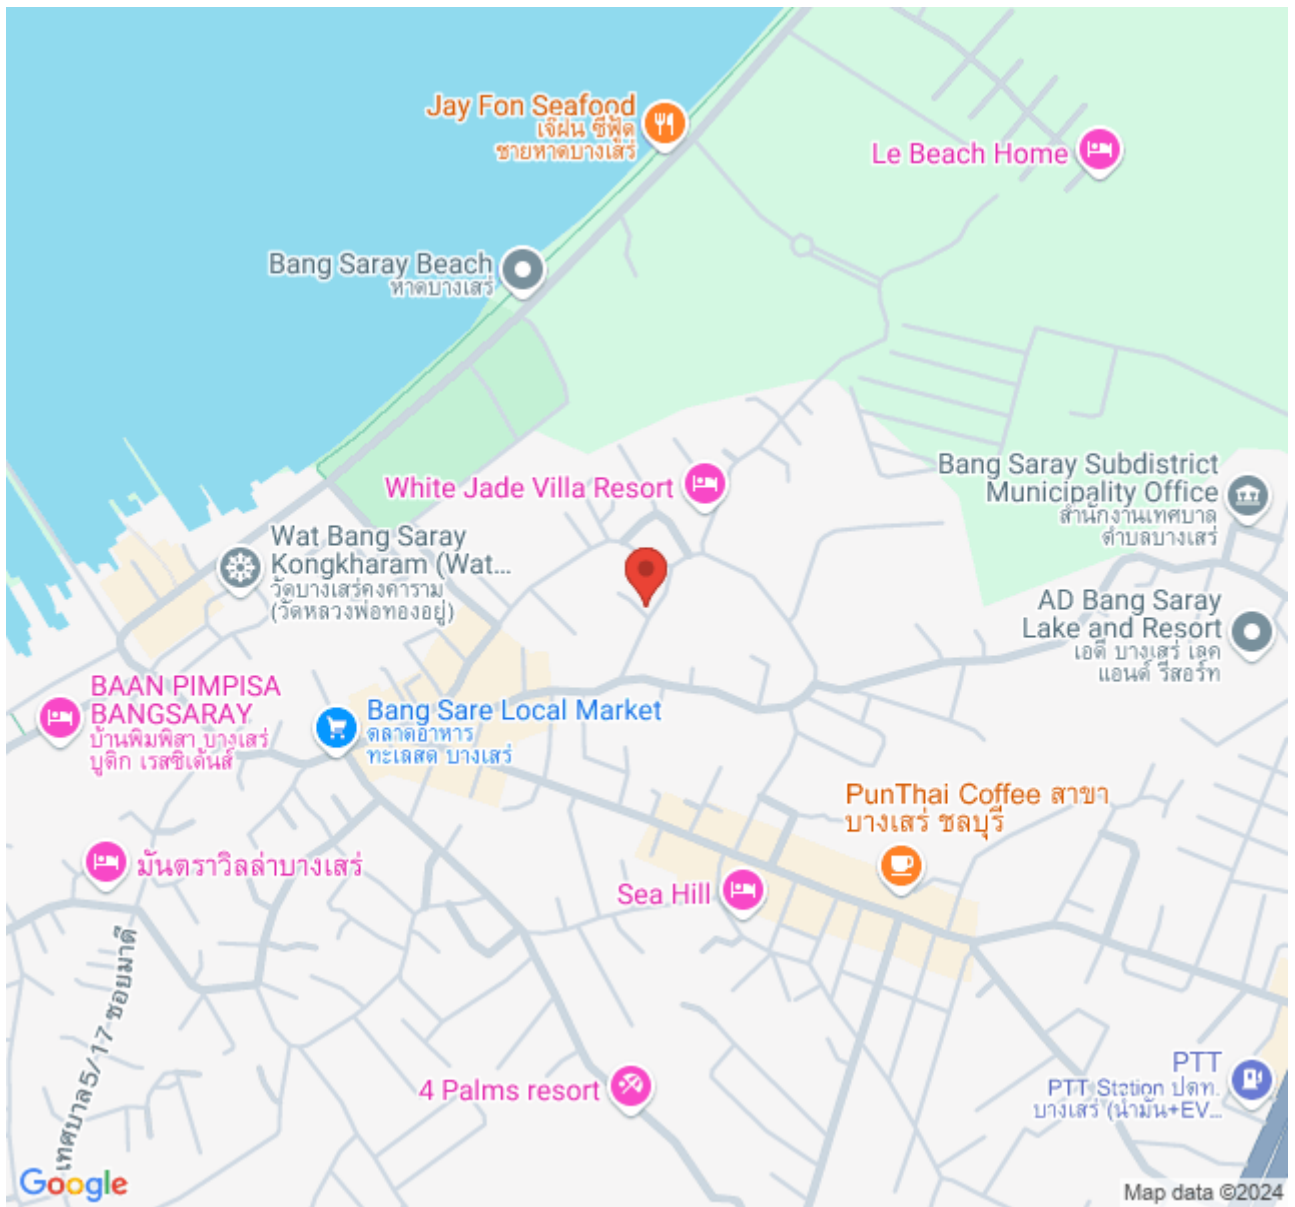 Jay Fon Seafood
เจ๊ฝน ซีฟู้ด
ชายหาดบางเสร่
Le Beach Home
Bang Saray Beach
หาดบางเสร่
White Jade Villa Resort
Bang Saray Subdistrict
Municipality Office
สำนักงานเทศบาล
ตำบลบางเสร่
Wat Bang Saray
Kongkharam (Wat...
วัดบางเสร่คงคาราม
(วัดหลวงพ่อทองอยู่)
AD Bang Saray
Lake and Resort
เอดี บางเสร่ เลค
แอนด์ รีสอร์ท
BAAN PIMPISA
BANGSARAY
บ้านพิมพิสา บางเสร่
บูติก เรสซิเด้นส์
Bang Sare Local Market
ตลาดอาหาร
ทะเลสด บางเสร่
PunThai Coffee สาขา
บางเสร่ ชลบุรี
มันตราวิลล่าบางเสร่
Sea Hill
เทศบาล5/17 ซอยมาดี
4 Palms resort
PTT
PTT Station ปตท.
บางเสร่ (น้ำมัน+EV...
Google
Map data ©2024